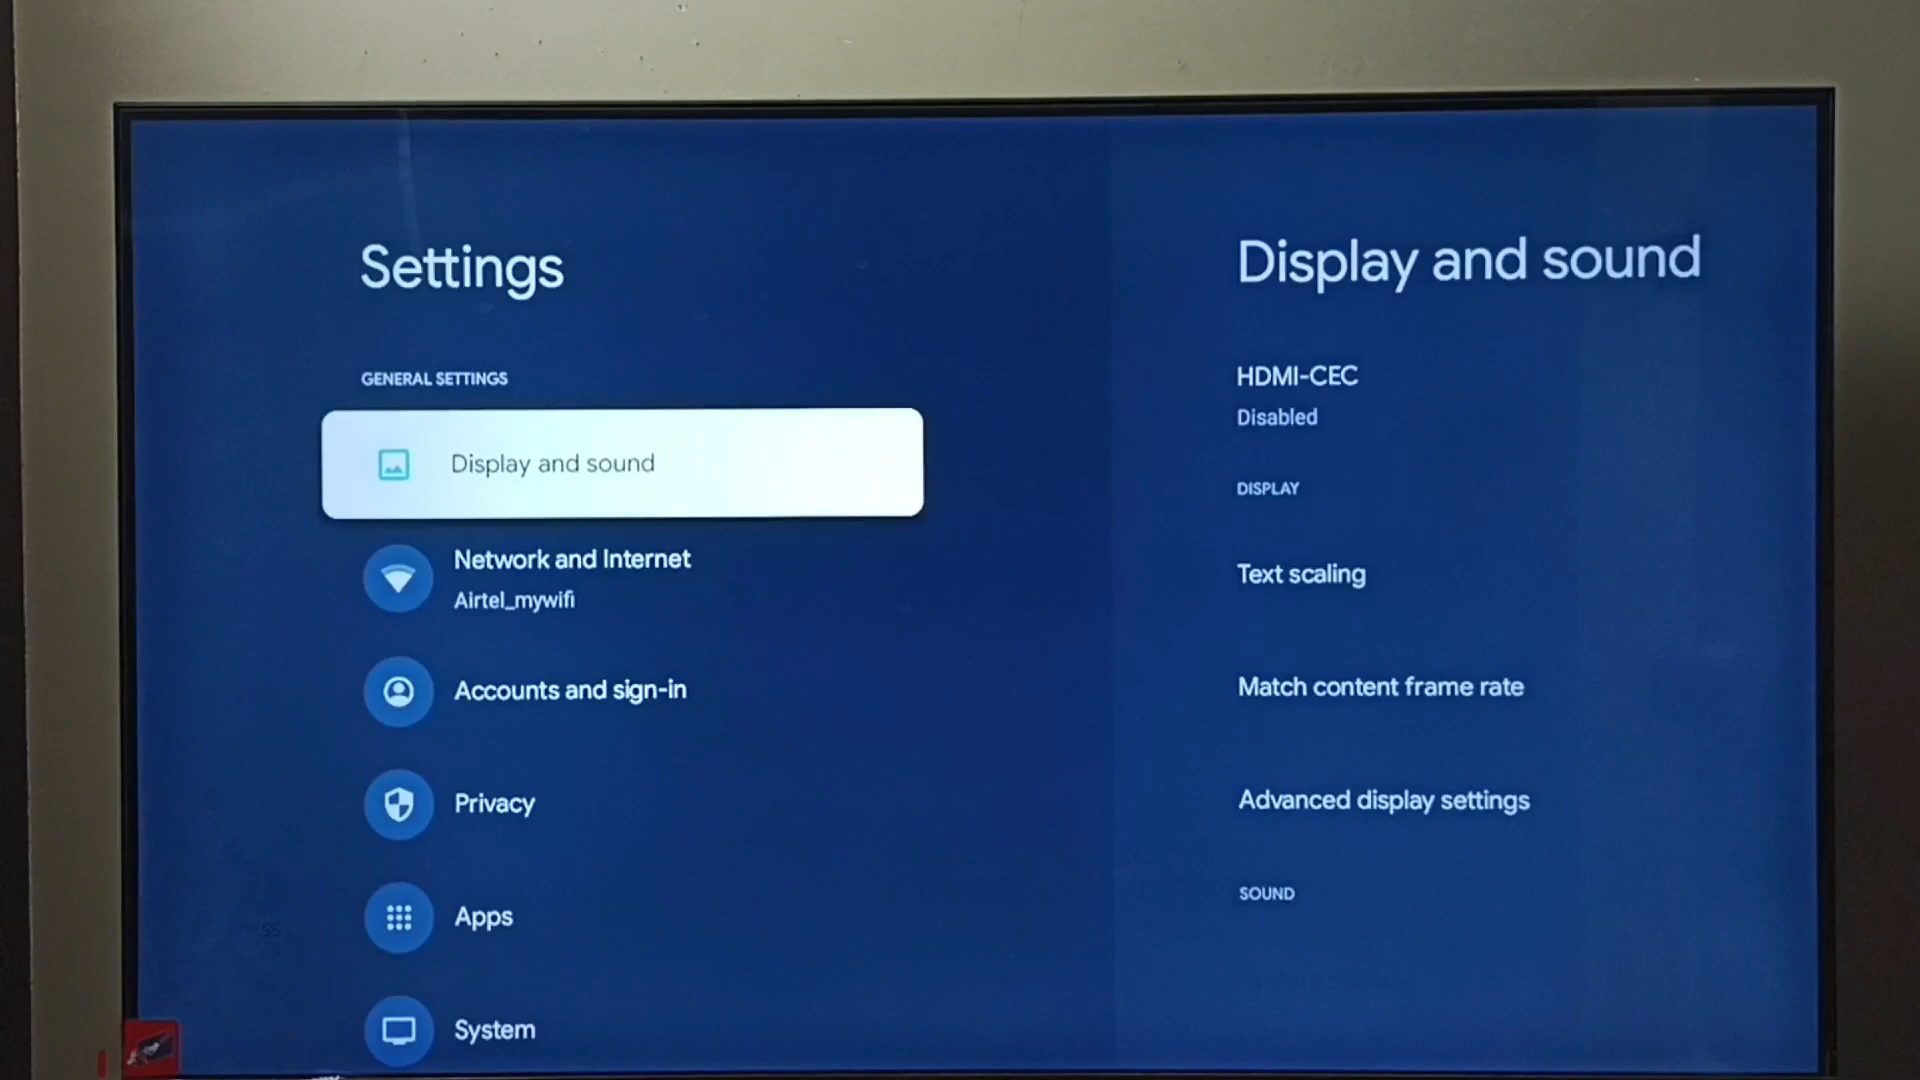 Settings
GENERAL SETTINGS
Display and sound
Network and Internet
Airtel_mywifi
Accounts and sign-in
Privacy
Apps
System
Display and sound
HDMI-CEC
Disabled
DISPLAY
Text scaling
Match content frame rate
Advanced display settings
SOUND